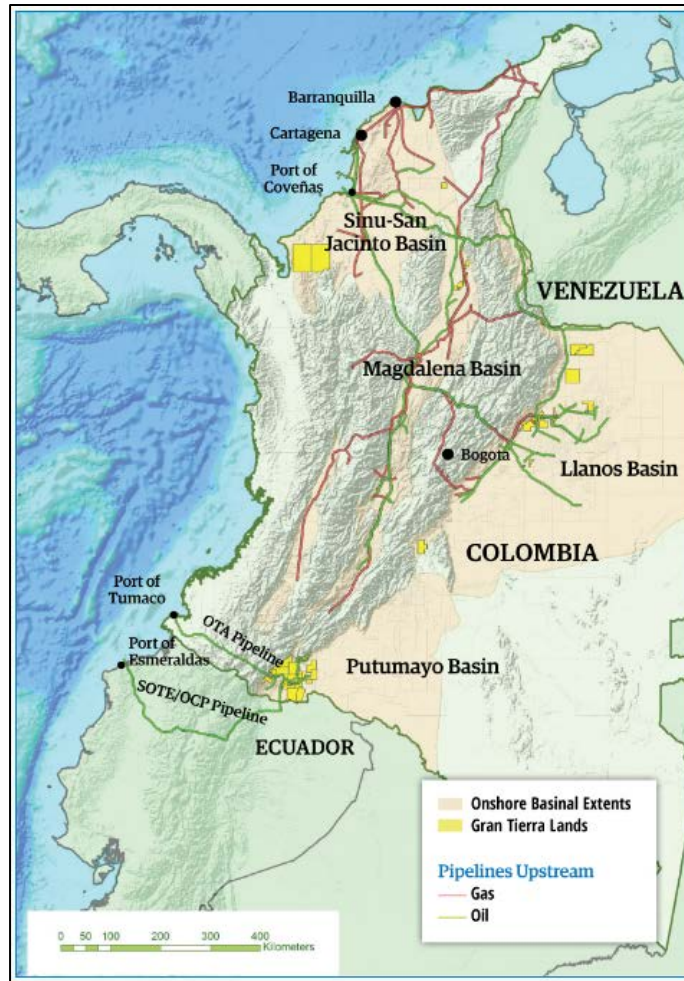 Barranquilla
Cartagena
Port of
Coveñas
Sinu-San
Jacinto Basin
VENEZUELA
Magdalena Basin
Bogota
Llanos Basin
COLOMBIA
Port of
Tumaco
OTA Pipeline
Port of
Esmeraldas
Putumayo Basin
SOTE/OCP Pipeline
ECUADOR
Onshore Basinal Extents
Gran Tierra Lands
Pipelines Upstream
Gas
Oil
0 50 100 200 300 400
Kilometers